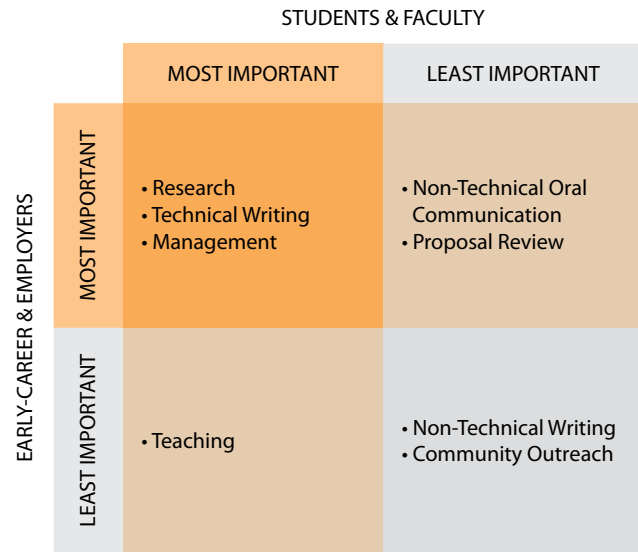 STUDENTS & FACULTY
MOST IMPORTANT
LEAST IMPORTANT
EARLY-CAREER & EMPLOYERS
MOST IMPORTANT
• Research
• Technical Writing
• Management
• Non-Technical Oral
Communication
• Proposal Review
LEAST IMPORTANT
• Teaching
• Non-Technical Writing
• Community Outreach